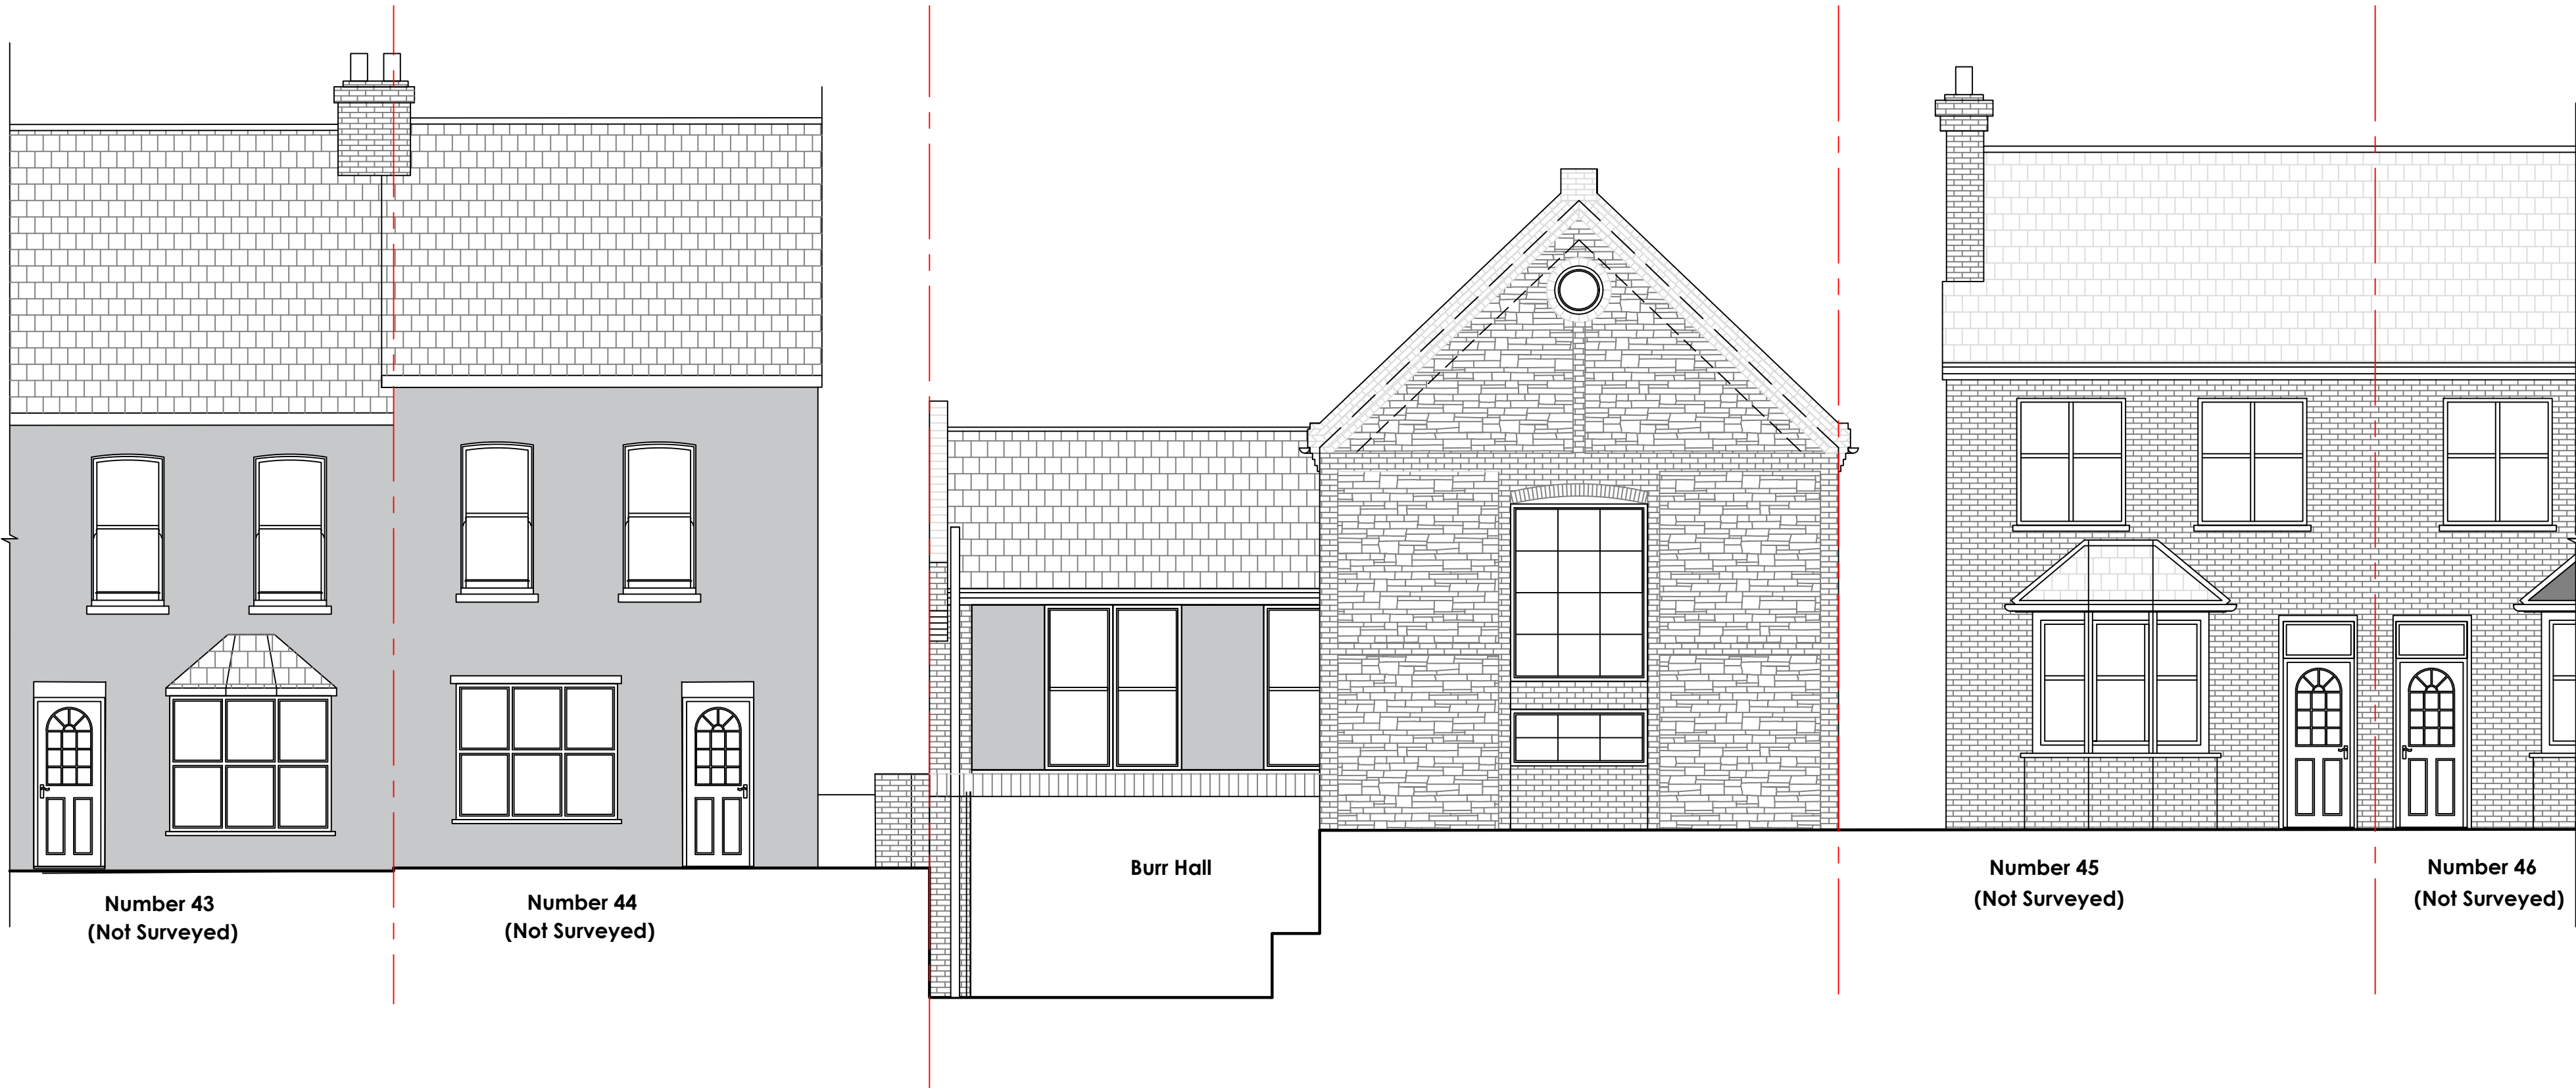 Number 43
(Not Surveyed)
Number 44
(Not Surveyed)
Burr Hall
Number 45
(Not Surveyed)
Number 46
(Not Surveyed)